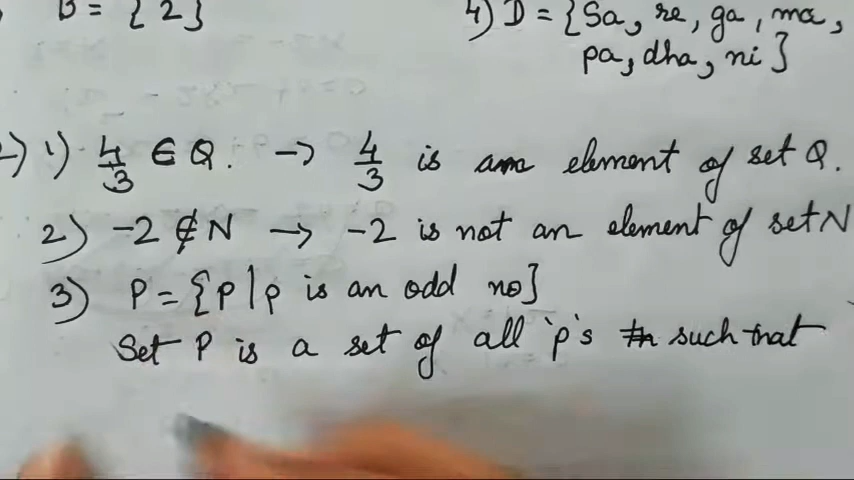 B = {2}
4) D = {Sa, re, ga, ma,
pa, dha, ni}
2) 1) 4/3 ∈ Q. → 4/3 is an element of set Q.
2) -2 ∉ N → -2 is not an element of set N
3) P = {p | p is an odd no}
Set P is a set of all 'p's such that